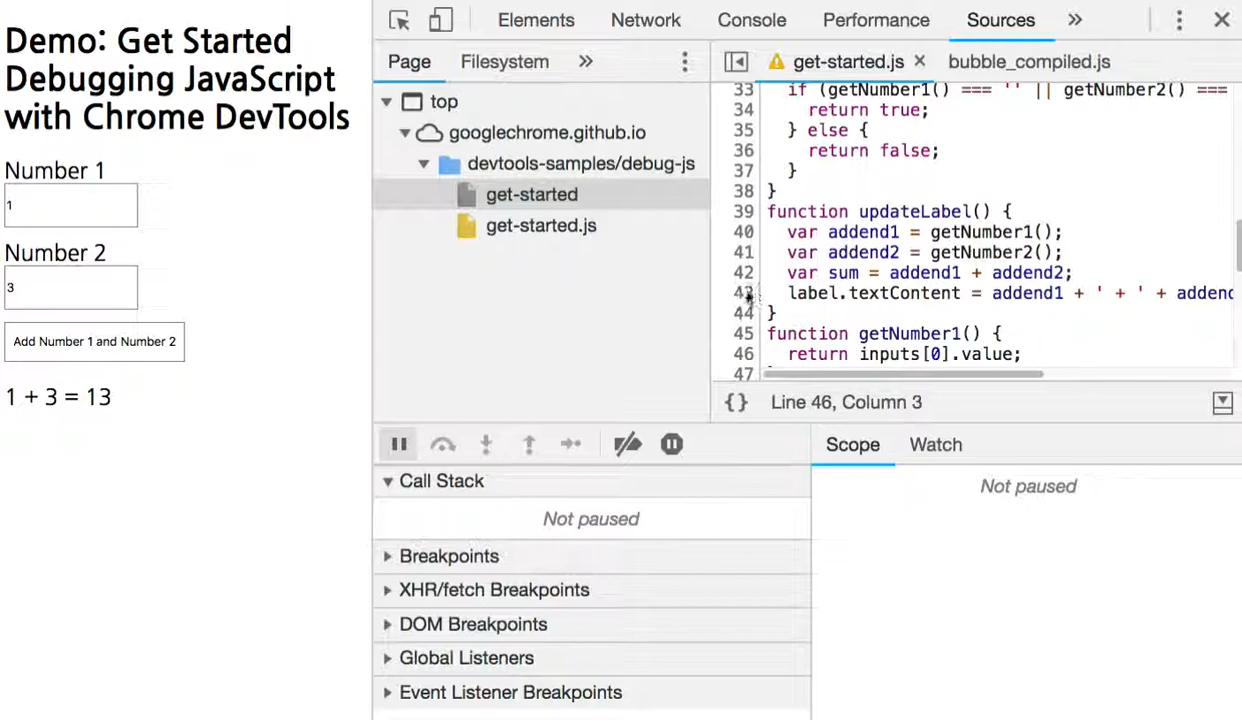 Demo: Get Started
Debugging JavaScript
with Chrome DevTools
Number 1
1
Number 2
3
Add Number 1 and Number 2
1 + 3 = 13
Elements Network Console Performance Sources »
Page Filesystem »
top
googlechrome.github.io
devtools-samples/debug-js
get-started
get-started.js
get-started.js × bubble_compiled.js
33 if (getNumber1() === '' || getNumber2() ===
34 return true;
35 } else {
36 return false;
37 }
38 }
39 function updateLabel() {
40 var addend1 = getNumber1();
41 var addend2 = getNumber2();
42 var sum = addend1 + addend2;
43 label.textContent = addend1 + ' + ' + addend
44 }
45 function getNumber1() {
46 return inputs[0].value;
47
{} Line 46, Column 3
Call Stack
Not paused
Breakpoints
XHR/fetch Breakpoints
DOM Breakpoints
Global Listeners
Event Listener Breakpoints
Scope Watch
Not paused